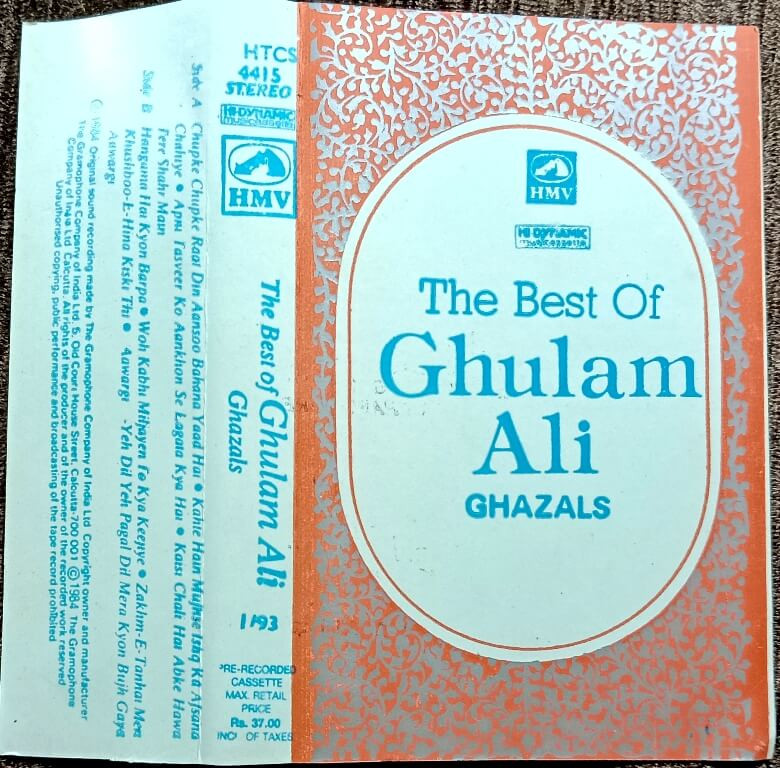 HMV
HI DYNAMIC
musicassette
The Best Of
Ghulam
Ali
GHAZALS
HTCS
4415
STEREO
HI-DYNAMIC
musicassette
HMV
The Best of Ghulam Ali
Ghazals
1/93
PRE-RECORDED
CASSETTE
MAX. RETAIL
PRICE
Rs. 37.00
INCL OF TAXES
Side A Chupke Chupke Raat Din Aansoo Bahana Yaad Hai • Kahte Hain Mujhse Ishq Ka Afsana
Chahiye • Apni Tasveer Ko Aankhon Se Lagata Kya Hai • Kaisi Chali Hai Abke Hawa
Tere Shahr Main
Side B Hangama Hai Kyon Barpa • Woh Kabhi Miljayen To Kya Keejiye • Zakhm-E-Tanhai Mein
Khushboo-E-Hina Kiski Thi • Aawargi -Yeh Dil Yeh Pagal Dil Mera Kyon Bujh Gaya
Aawargi
Ⓟ 1984 Original sound recording made by The Gramophone Company of India Ltd Copyright owner and manufacturer
The Gramophone Company of India Ltd. 5, Old Court House Street, Calcutta-700 001 © 1984 The Gramophone
Company of India Ltd Calcutta. All rights of the producer and of the owner of the recorded work reserved
Unauthorised copying, public performance and broadcasting of the tape record prohibited